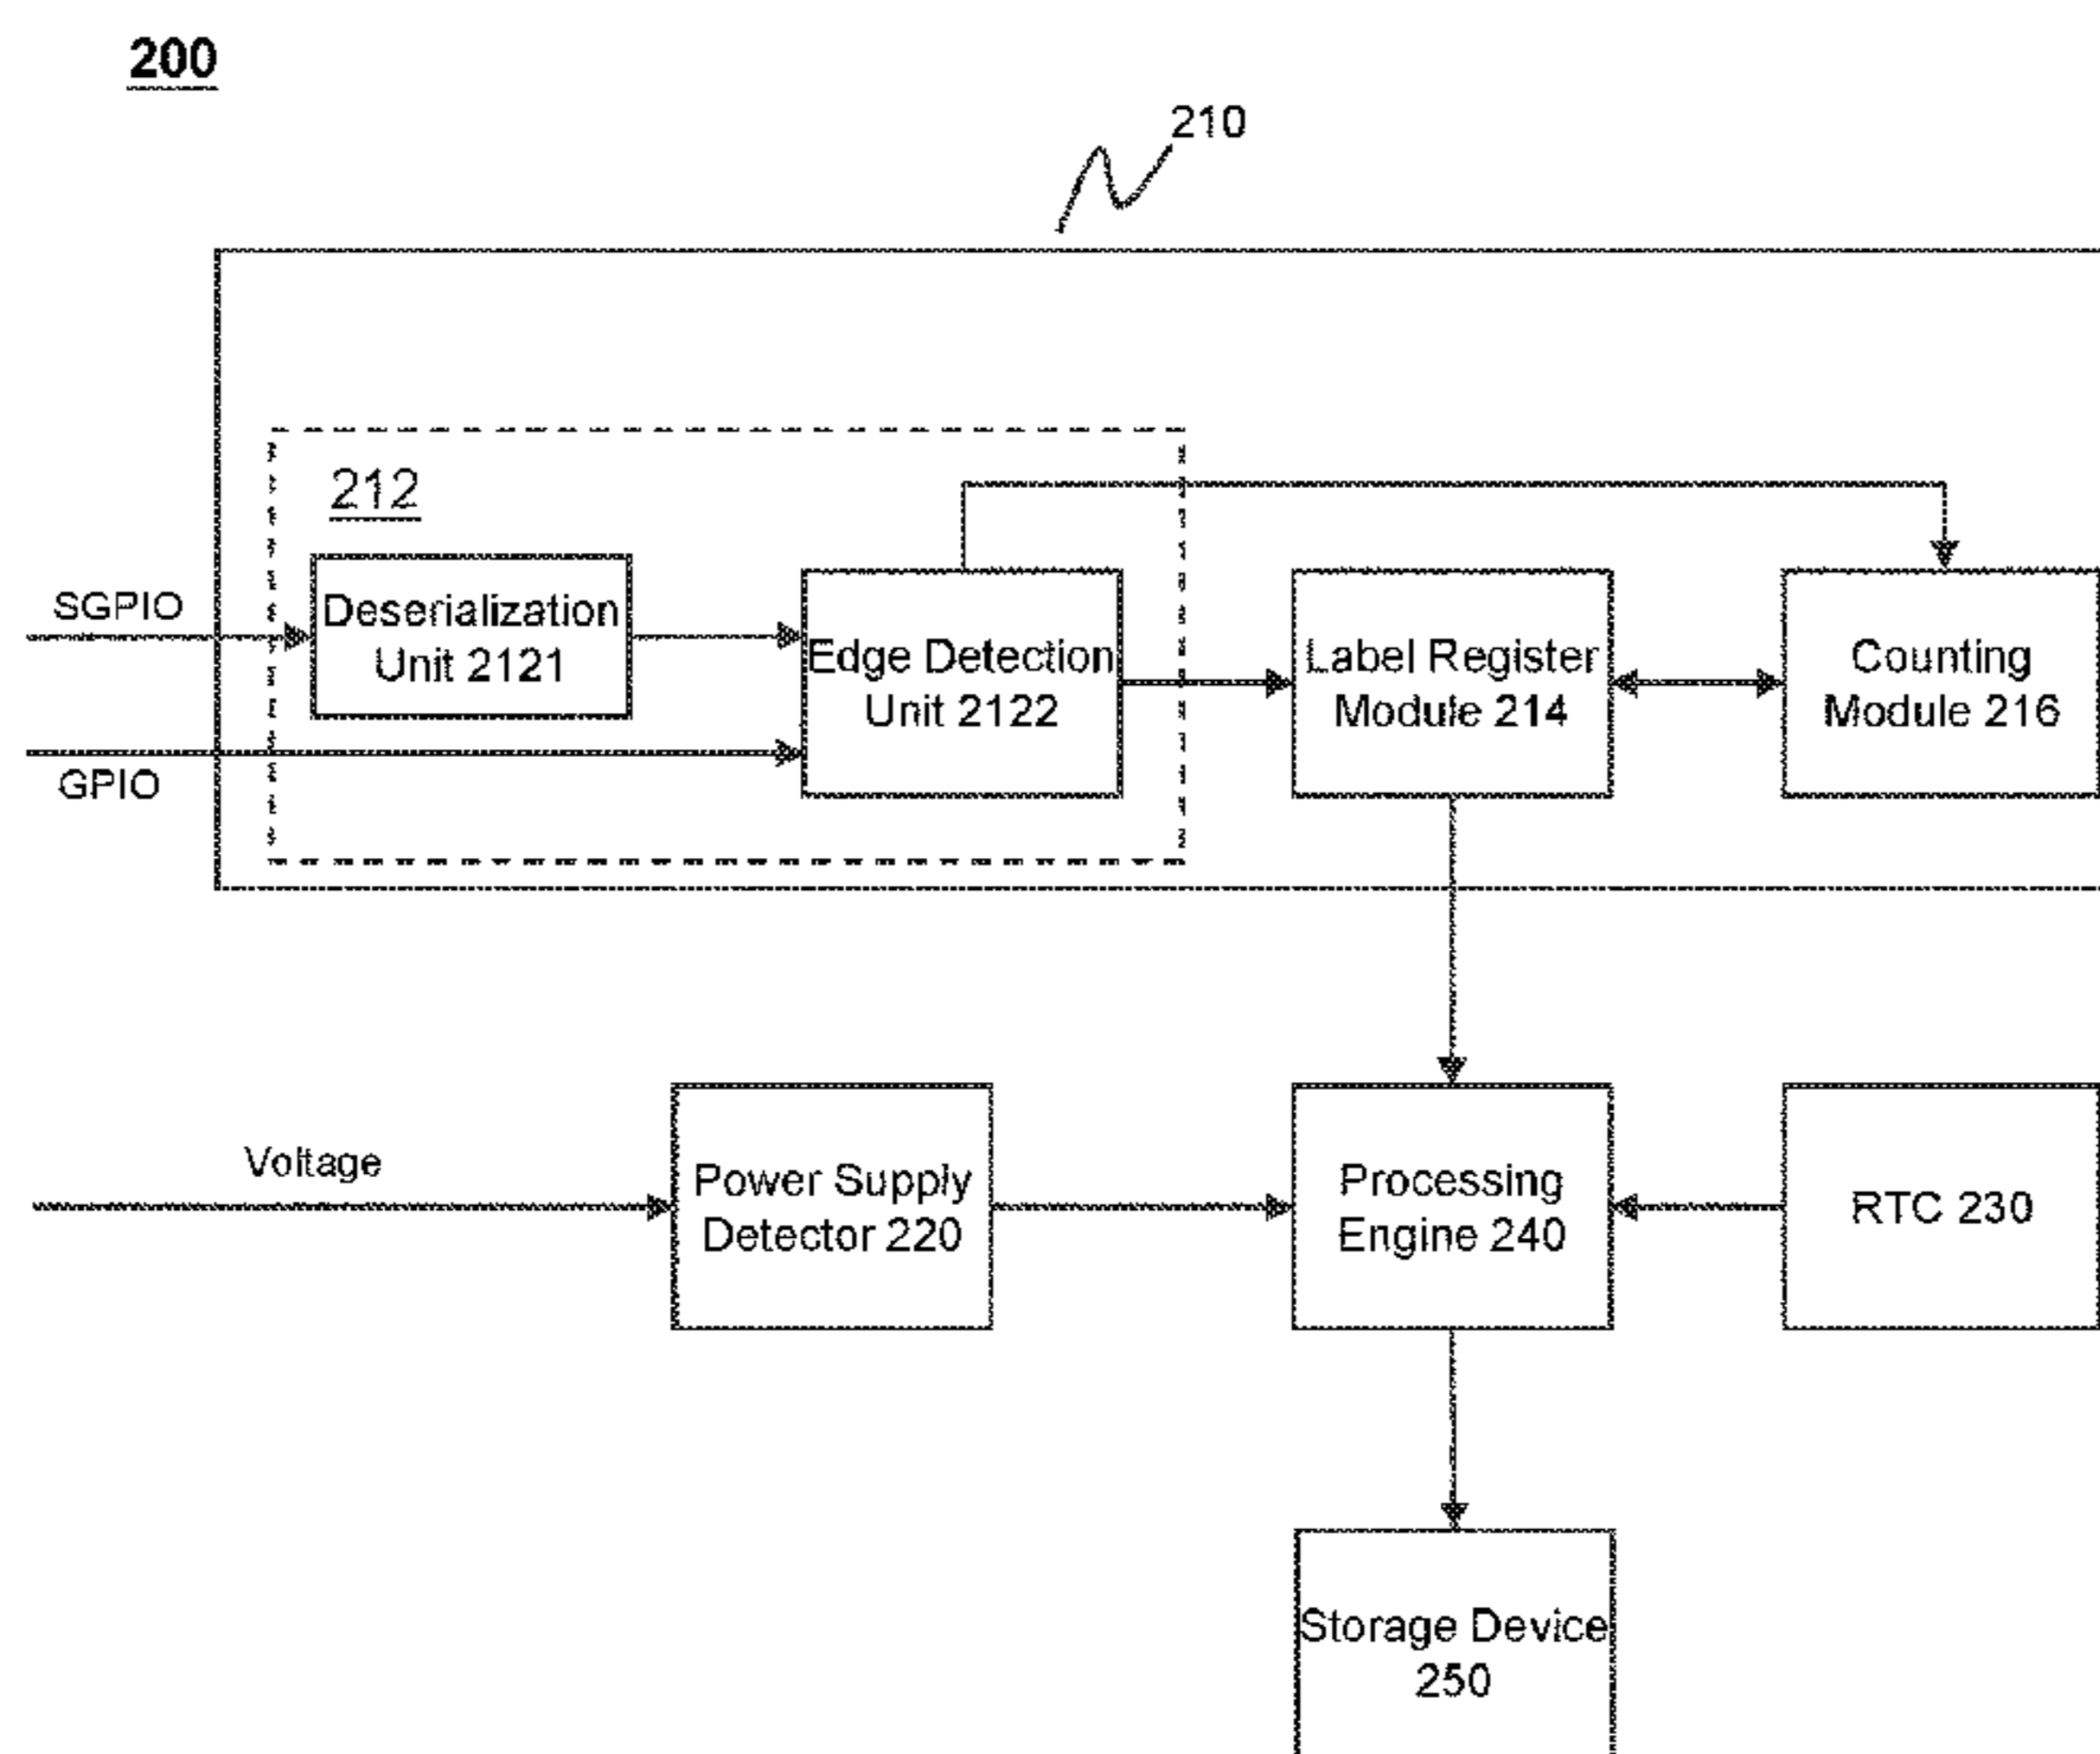 200
210
212
SGPIO
Deserialization
Unit 2121
Edge Detection
Unit 2122
Label Register
Module 214
Counting
Module 216
GPIO
Voltage
Power Supply
Detector 220
Processing
Engine 240
RTC 230
Storage Device
250